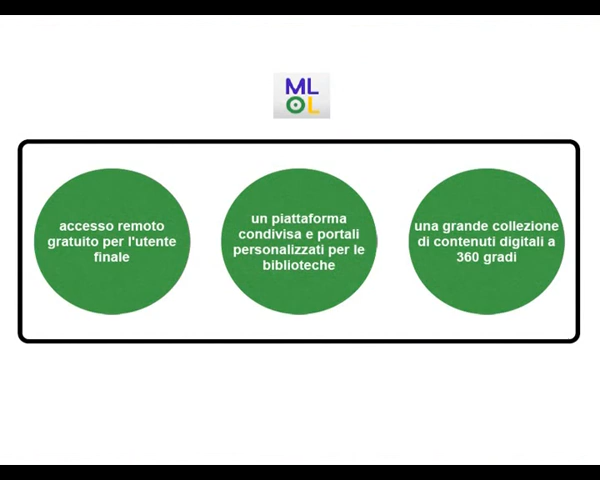 ML
OL
accesso remoto
gratuito per l'utente
finale
un piattaforma
condivisa e portali
personalizzati per le
biblioteche
una grande collezione
di contenuti digitali a
360 gradi